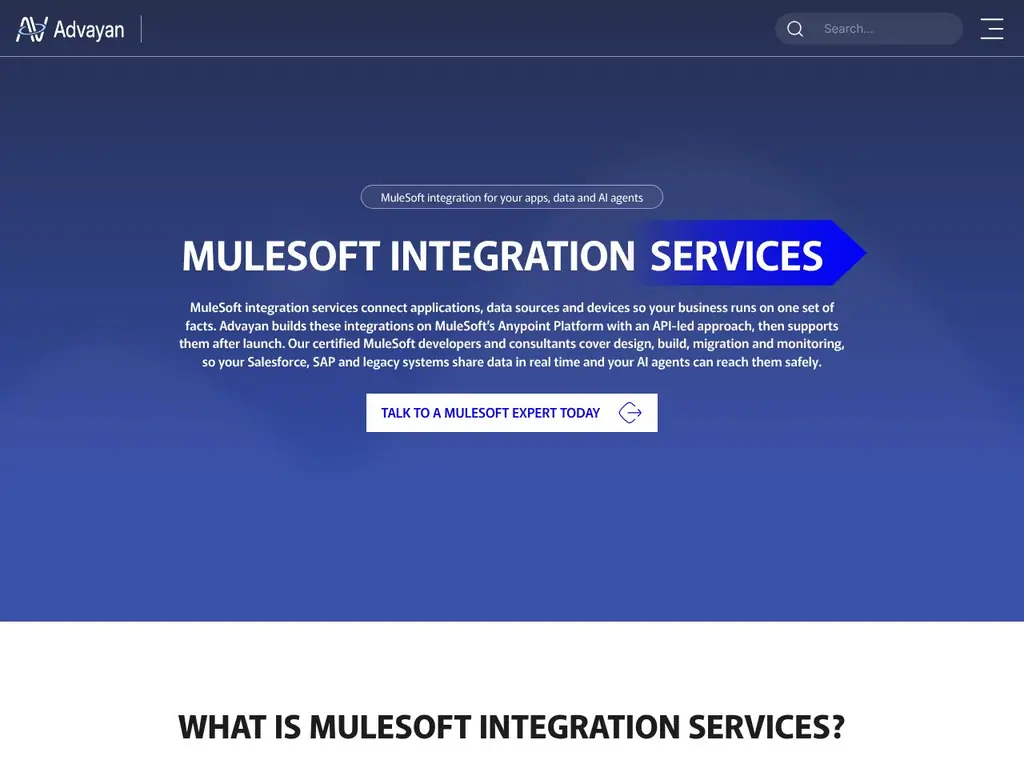 Advayan
Search...
MuleSoft integration for your apps, data and AI agents
MULESOFT INTEGRATION SERVICES
MuleSoft integration services connect applications, data sources and devices so your business runs on one set of
facts. Advayan builds these integrations on MuleSoft's Anypoint Platform with an API-led approach, then supports
them after launch. Our certified MuleSoft developers and consultants cover design, build, migration and monitoring,
so your Salesforce, SAP and legacy systems share data in real time and your AI agents can reach them safely.
TALK TO A MULESOFT EXPERT TODAY
WHAT IS MULESOFT INTEGRATION SERVICES?